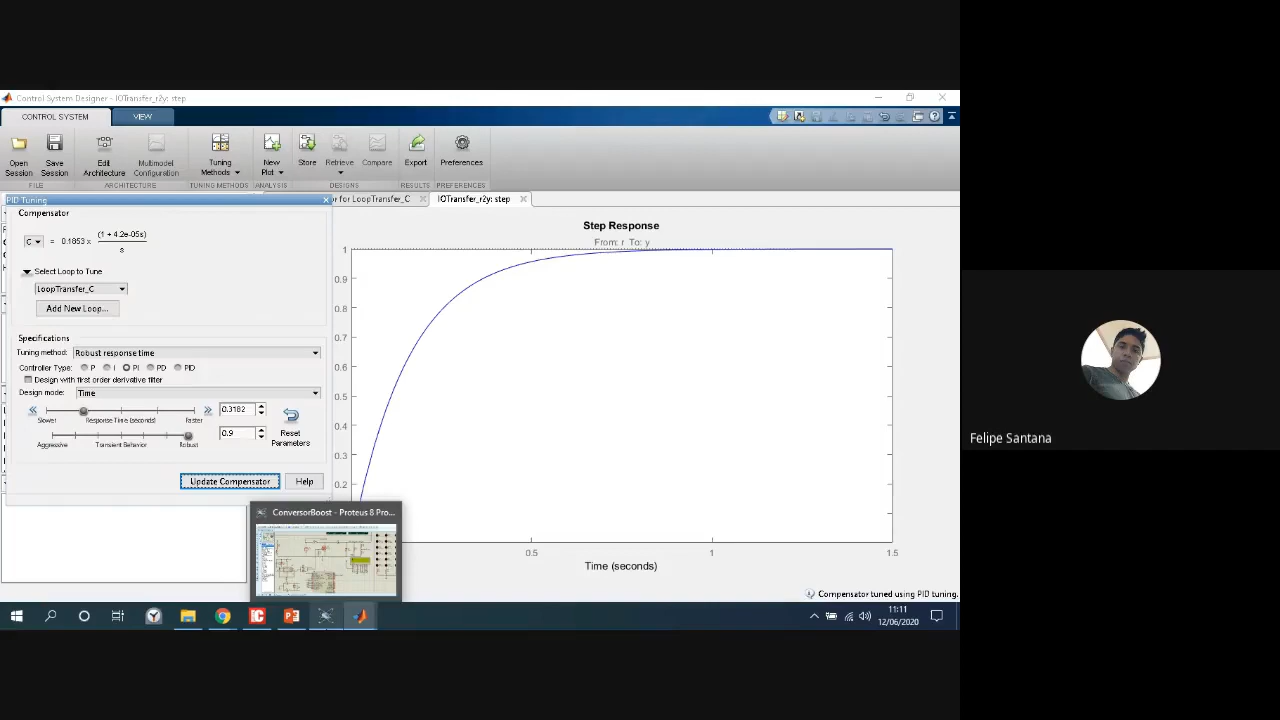 Control System Designer - IOTransfer_r2y: step
CONTROL SYSTEM
VIEW
Open Session
Save Session
Edit Architecture
Multimodel Configuration
Tuning Methods
New Plot
Store
Retrieve
Compare
Export
Preferences
FILE
ARCHITECTURE
TUNING METHODS
ANALYSIS
DESIGNS
RESULTS
PREFERENCES
PID Tuning
or for LoopTransfer_C
IOTransfer_r2y: step
Compensator
C = 0.1853 x (1 + 4.2e-05s)
s
Select Loop to Tune
LoopTransfer_C
Add New Loop...
Specifications
Tuning method: Robust response time
Controller Type: P I PI PD PID
Design with first order derivative filter
Design mode: Time
0.3182
Slower Response Time (seconds) Faster
0.9
Aggressive Transient Behavior Robust
Reset Parameters
Update Compensator
Help
Step Response
From: r To: y
1
0.9
0.8
0.7
0.6
0.5
0.4
0.3
0.2
0.5
1
1.5
Time (seconds)
ConversorBoost - Proteus 8 Pro...
Compensator tuned using PID tuning.
11:11
12/06/2020
Felipe Santana